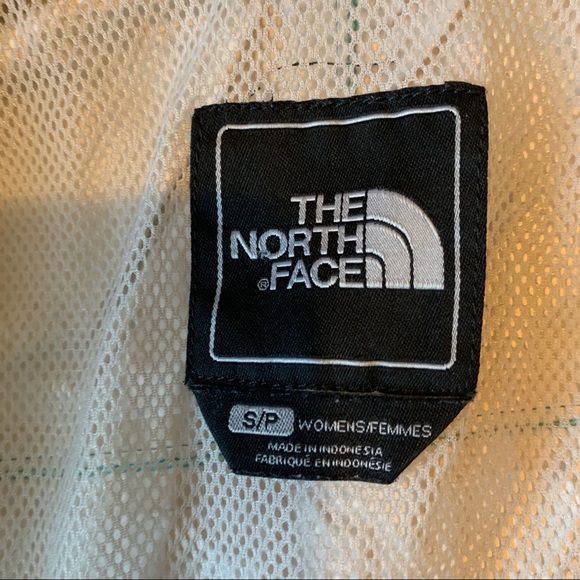 THE
NORTH
® FACE
S/P WOMENS/FEMMES
MADE IN INDONESIA
FABRIQUÉ EN INDONÉSIE